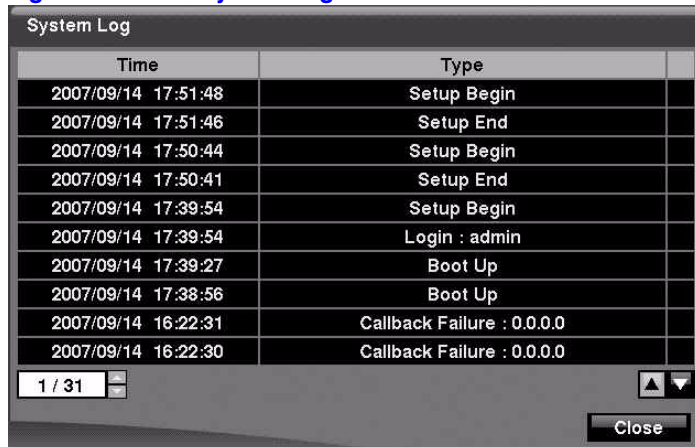 System Log
Time Type
2007/09/14 17:51:48 Setup Begin
2007/09/14 17:51:46 Setup End
2007/09/14 17:50:44 Setup Begin
2007/09/14 17:50:41 Setup End
2007/09/14 17:39:54 Setup Begin
2007/09/14 17:39:54 Login : admin
2007/09/14 17:39:27 Boot Up
2007/09/14 17:38:56 Boot Up
2007/09/14 16:22:31 Callback Failure : 0.0.0.0
2007/09/14 16:22:30 Callback Failure : 0.0.0.0
1 / 31
Close